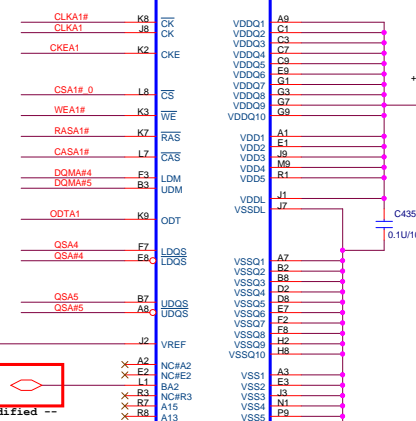 CLKA1# K8 CK
CLKA1 J8 CK
CKEA1 K2 CKE
CSA1#_0 L8 CS
WEA1# K3 WE
RASA1# K7 RAS
CASA1# L7 CAS
DQMA#4 F3 LDM
DQMA#5 B3 UDM
ODTA1 K9 ODT
QSA4 F7 LDQS
QSA#4 E8 LDQS
QSA5 B7 UDQS
QSA#5 A8 UDQS
J2 VREF
A2 NC#A2
E2 NC#E2
L1 BA2
R3 NC#R3
R7 A15
R8 A13
dified --
VDDQ1 A9
VDDQ2 C1
VDDQ3 C3
VDDQ4 C7
VDDQ5 C9
VDDQ6 E9
VDDQ7 G1
VDDQ8 G3
VDDQ9 G7
VDDQ10 G9
VDD1 A1
VDD2 E1
VDD3 J9
VDD4 M9
VDD5 R1
VDDL J1
VSSDL J7
VSSQ1 A7
VSSQ2 B2
VSSQ3 B8
VSSQ4 D2
VSSQ5 D8
VSSQ6 E7
VSSQ7 F2
VSSQ8 F8
VSSQ9 H2
VSSQ10 H8
VSS1 A3
VSS2 E3
VSS3 J3
VSS4 N1
VSS5 P9
+
C435
0.1U/10